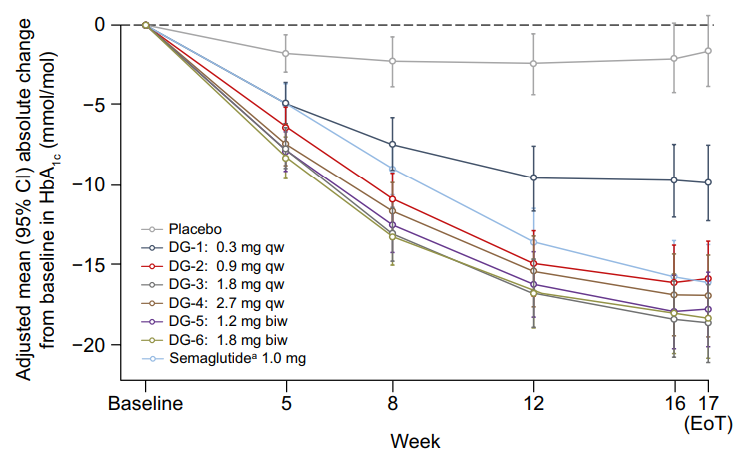 Adjusted mean (95% CI) absolute change
from baseline in HbA1c (mmol/mol)
0
−5
−10
−15
−20
Placebo
DG-1: 0.3 mg qw
DG-2: 0.9 mg qw
DG-3: 1.8 mg qw
DG-4: 2.7 mg qw
DG-5: 1.2 mg biw
DG-6: 1.8 mg biw
Semaglutideᵃ 1.0 mg
Baseline 5 8 12 16 17
(EoT)
Week